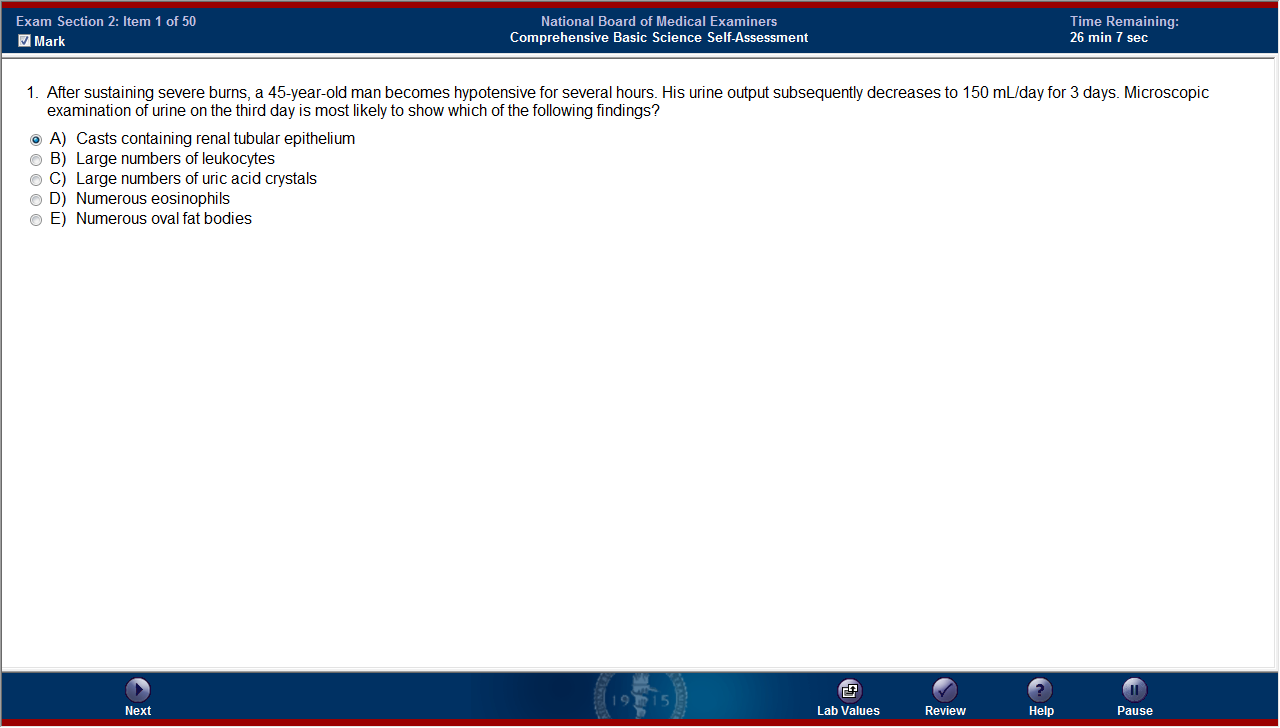 Exam Section 2: Item 1 of 50
National Board of Medical Examiners
Time Remaining:
Mark
Comprehensive Basic Science Self-Assessment
26 min 7 sec
1. After sustaining severe burns, a 45-year-old man becomes hypotensive for several hours. His urine output subsequently decreases to 150 mL/day for 3 days. Microscopic
examination of urine on the third day is most likely to show which of the following findings?
A) Casts containing renal tubular epithelium
B) Large numbers of leukocytes
C) Large numbers of uric acid crystals
D) Numerous eosinophils
E) Numerous oval fat bodies
1915
Next
Lab Values
Review
Help
Pause